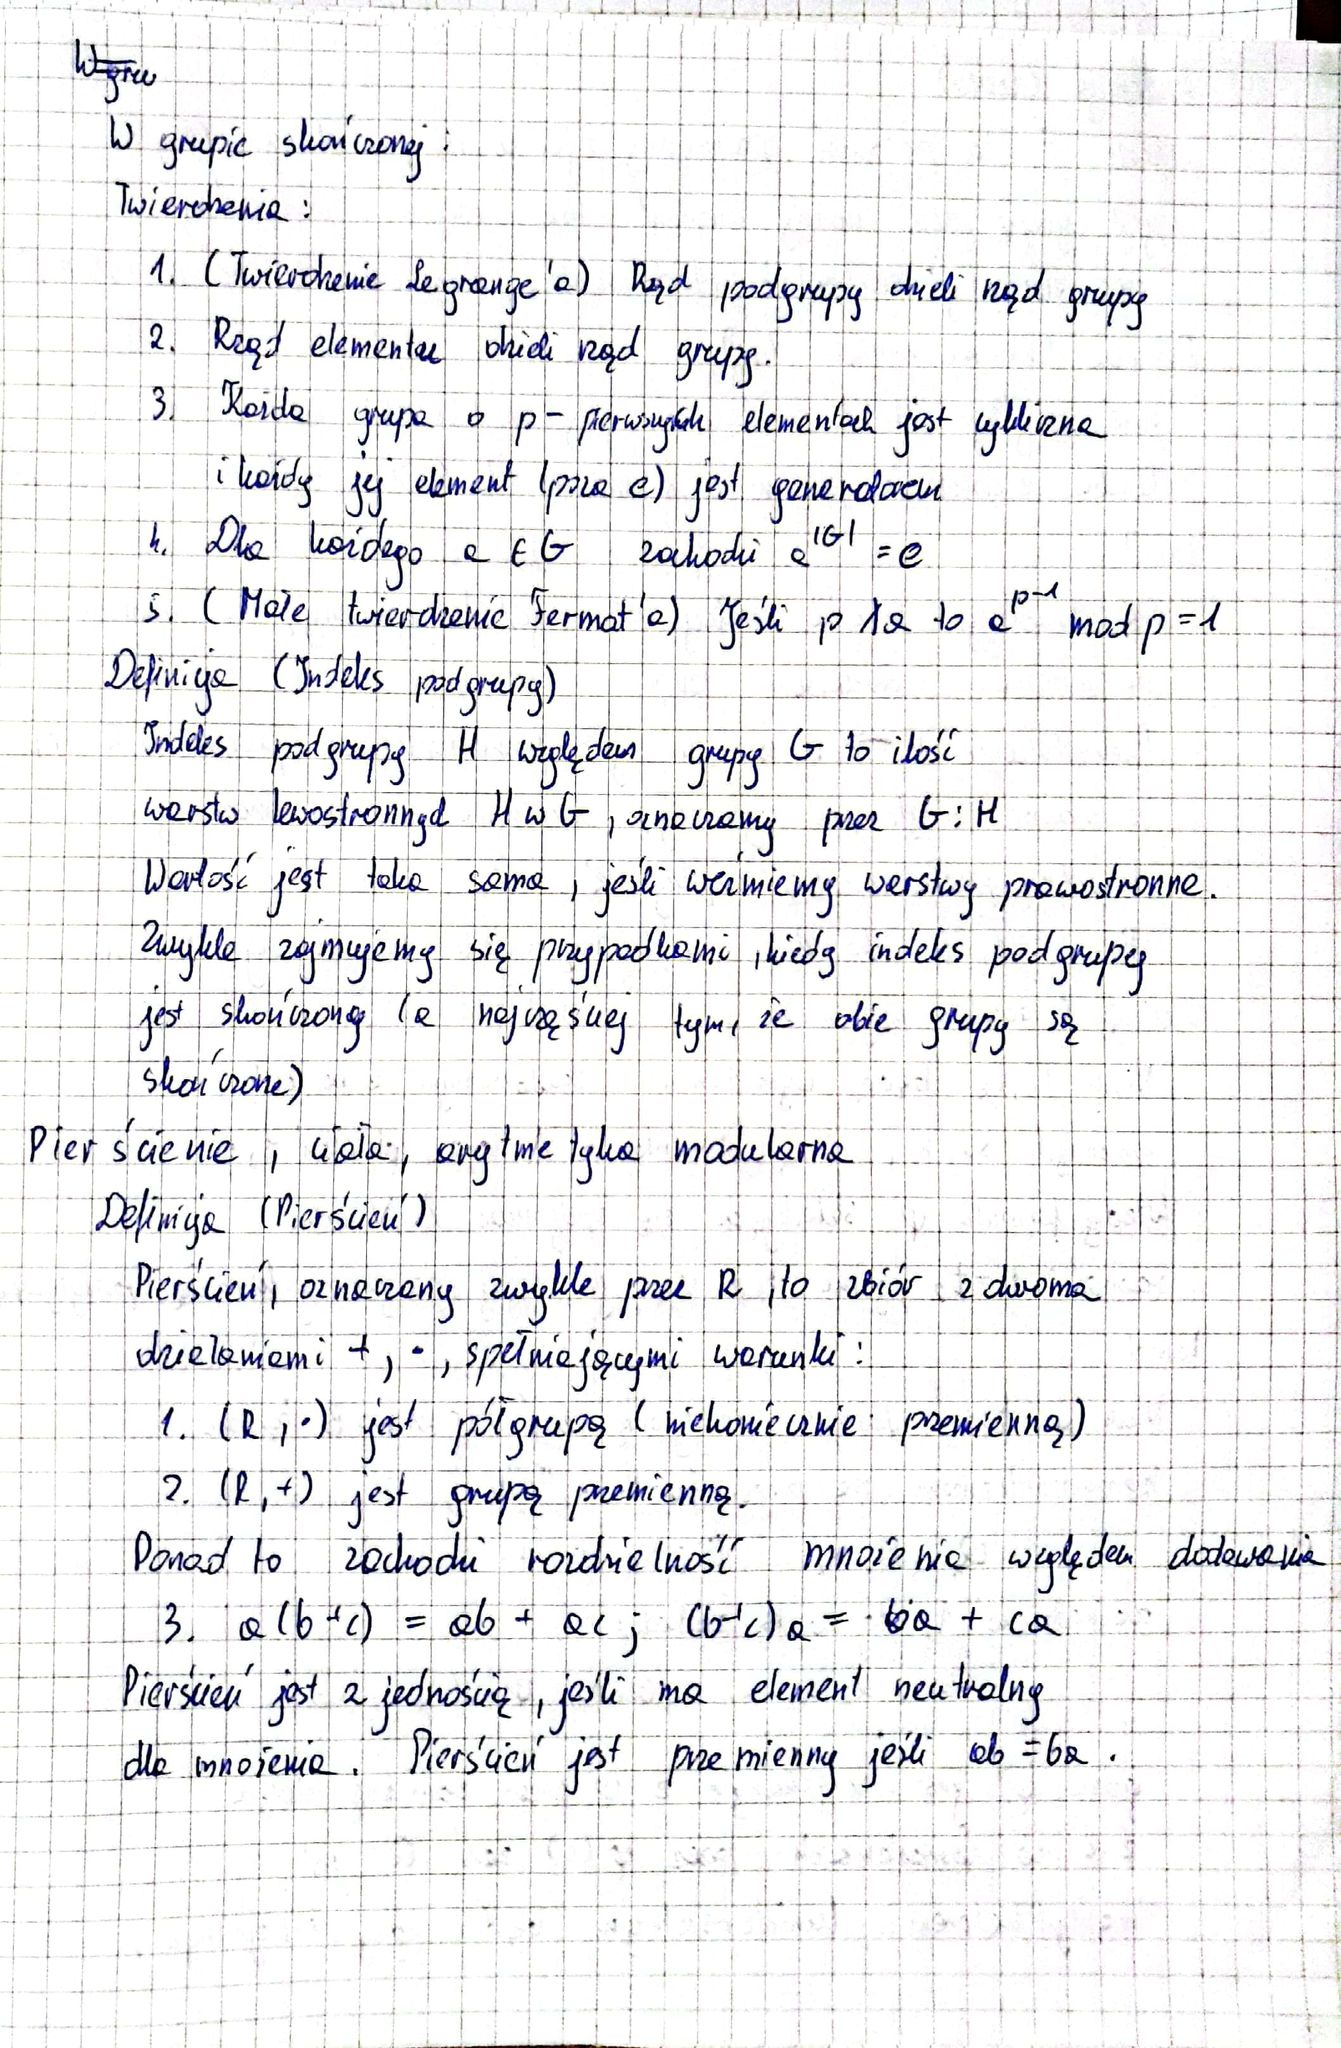 W gru
W grupie skończonej:
Twierdzenia:
1. (Twierdzenie Legrange'a) Rząd podgrupy dzieli rząd grupy
2. Rząd elementu dzieli rząd grupy.
3. Każda grupa o p - pierwszych elementach jest cykliczna
i każdy jej element (poza e) jest generatorem
4. Dla każdego a ∈ G zachodzi a^|G| = e
5. (Małe twierdzenie Fermat'a) Jeśli p ∤ a to a^p-1 mod p = 1
Definicja (Indeks podgrupy)
Indeks podgrupy H względem grupy G to ilość
warstw lewostronnych H w G, oznaczamy przez G:H
Wartość jest taka sama, jeśli weźmiemy warstwy prawostronne.
Zwykle zajmujemy się przypadkami, kiedy indeks podgrupy
jest skończony (a najczęściej tym, że obie grupy są
skończone)
Pierścienie, ciała, arytmetyka modularna
Definicja (Pierścień)
Pierścień, oznaczany zwykle przez R, to zbiór z dwoma
działaniami +, ·, spełniającymi warunki:
1. (R, ·) jest półgrupą (niekoniecznie przemienną)
2. (R, +) jest grupą przemienną.
Ponad to zachodzi rozdzielność mnożenia względem dodawania
3. a(b+c) = ab + ac; (b+c)a = ba + ca
Pierścień jest z jednością, jeśli ma element neutralny
dla mnożenia. Pierścień jest przemienny jeśli ab = ba.